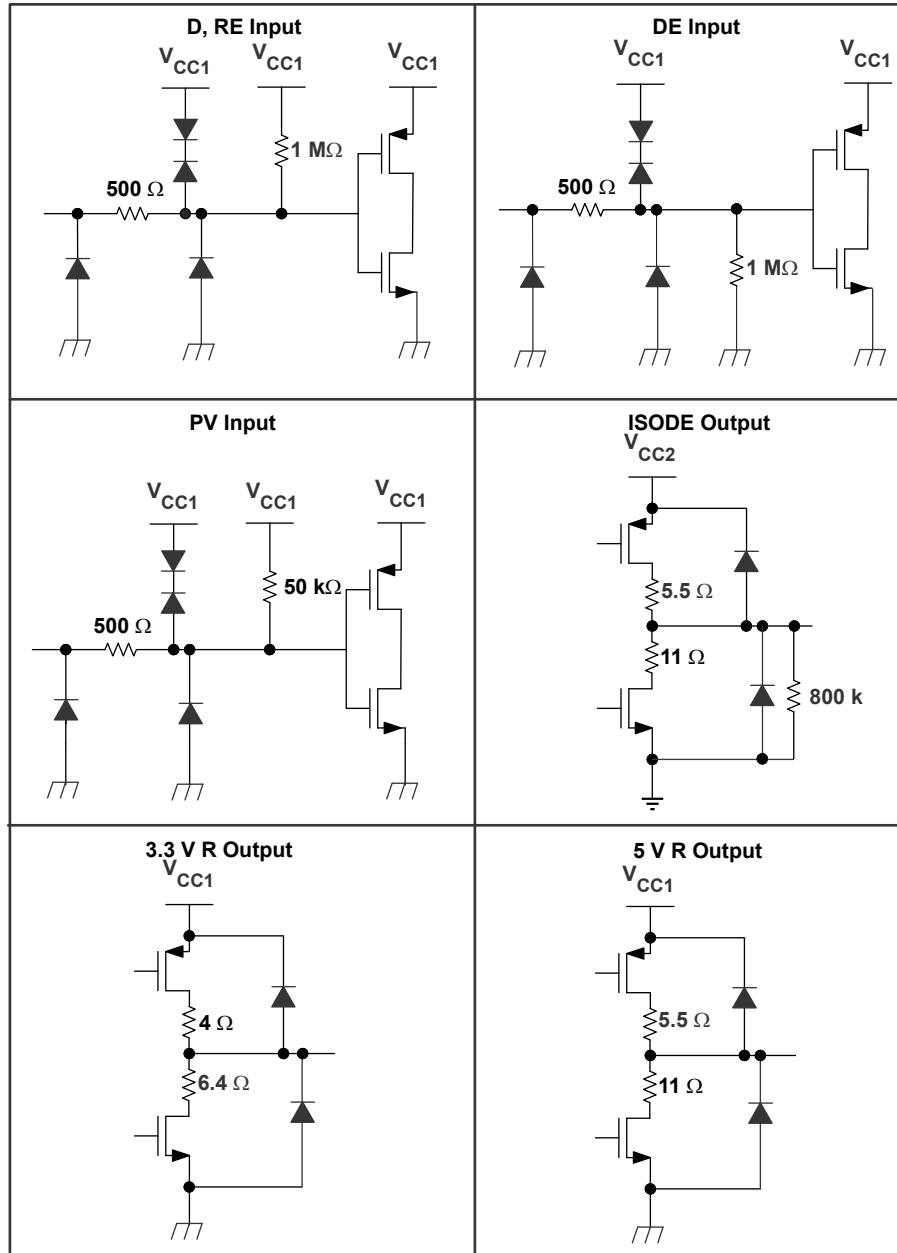 D, RE Input
VCC1
VCC1
VCC1
1 MΩ
500 Ω
DE Input
VCC1
VCC1
500 Ω
1 MΩ
PV Input
VCC1
VCC1
VCC1
50 kΩ
500 Ω
ISODE Output
VCC2
5.5 Ω
11 Ω
800 k
3.3 V R Output
VCC1
4 Ω
6.4 Ω
5 V R Output
VCC1
5.5 Ω
11 Ω